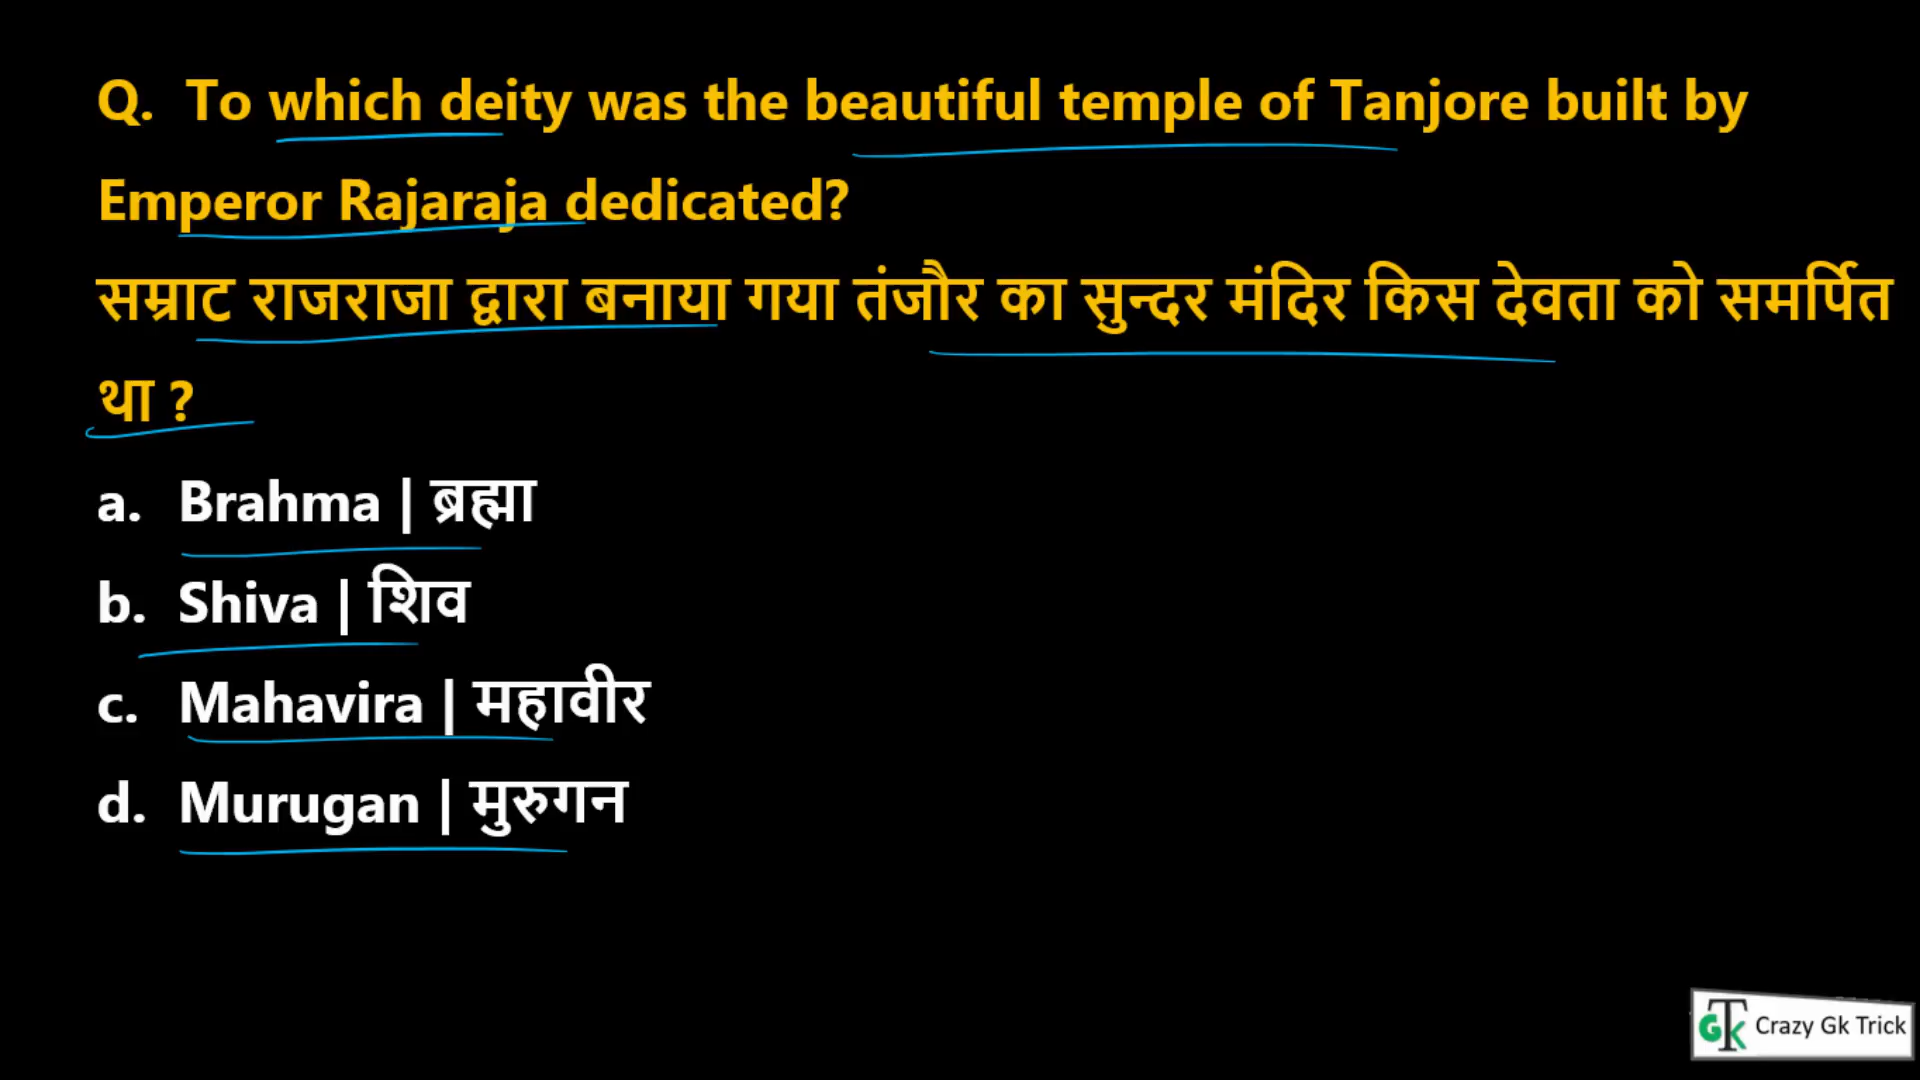 Q. To which deity was the beautiful temple of Tanjore built by
Emperor Rajaraja dedicated?
सम्राट राजराजा द्वारा बनाया गया तंजौर का सुन्दर मंदिर किस देवता को समर्पित
था ?
a. Brahma | ब्रह्मा
b. Shiva | शिव
c. Mahavira | महावीर
d. Murugan | मुरुगन
GTK Crazy Gk Trick